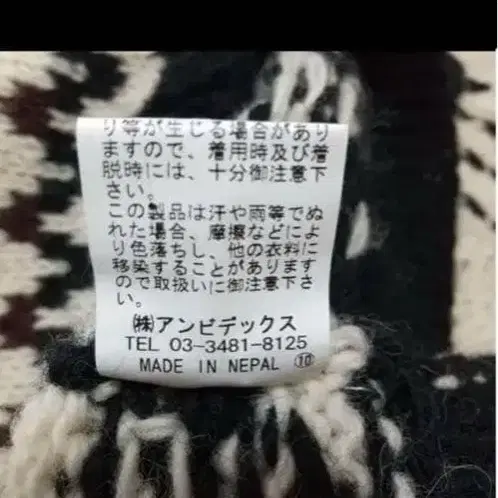 り等が生じる場合があり
ますので、着用時及び着
脱時には、十分御注意下
さい。
この製品は汗や雨等でぬ
れた場合、摩擦などによ
り色落ちし、他の衣料に
移染することがあります
ので取扱いに御注意下さ
い。
㈱アンビデックス
TEL 03-3481-8125
MADE IN NEPAL ⑩